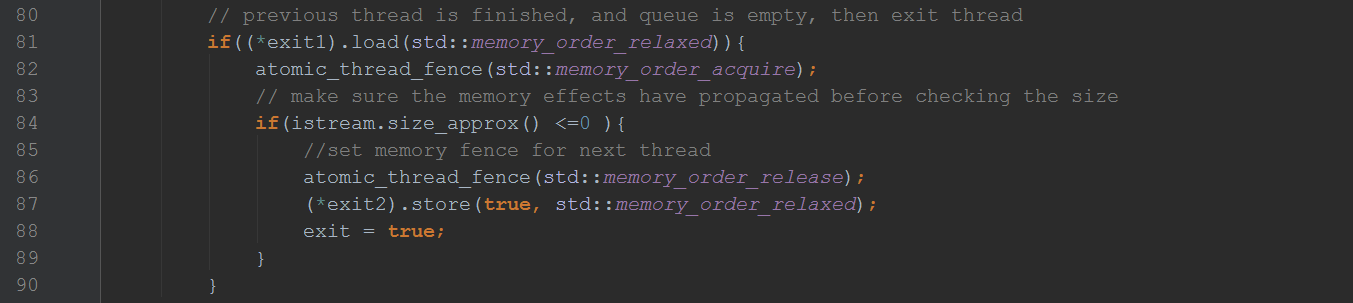 80 // previous thread is finished, and queue is empty, then exit thread
81 if((*exit1).load(std::memory_order_relaxed)){
82 atomic_thread_fence(std::memory_order_acquire);
83 // make sure the memory effects have propagated before checking the size
84 if(istream.size_approx() <=0 ){
85 //set memory fence for next thread
86 atomic_thread_fence(std::memory_order_release);
87 (*exit2).store(true, std::memory_order_relaxed);
88 exit = true;
89 }
90 }